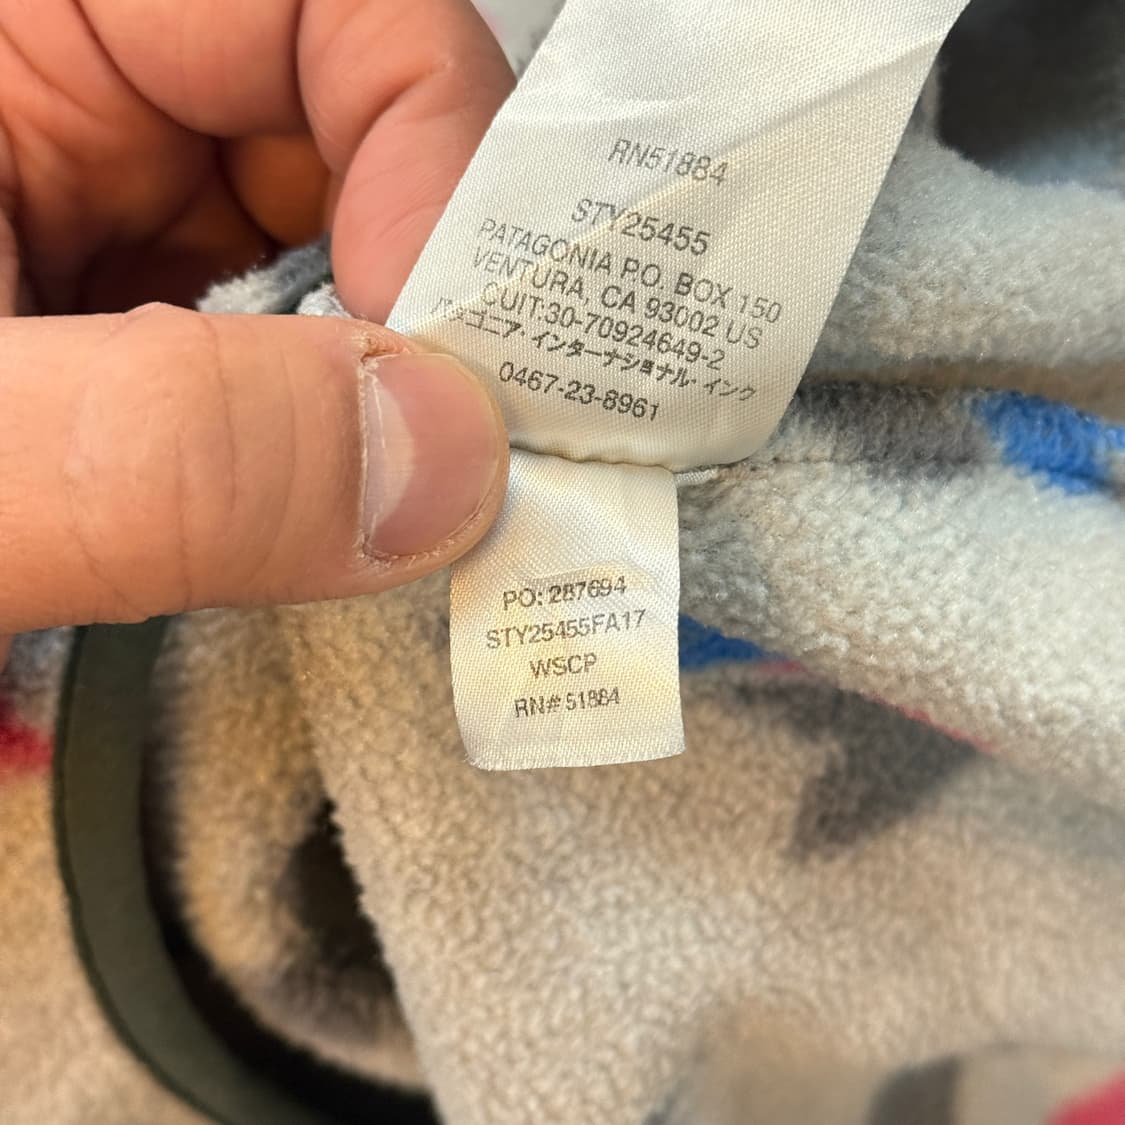 RN51884
STY25455
PATAGONIA P.O. BOX 150
VENTURA, CA 93002 US
CUIT:30-70924649-2
パタゴニア・インターナショナル・インク
0467-23-8961
PO: 287694
STY25455FA17
WSCP
RN# 51884